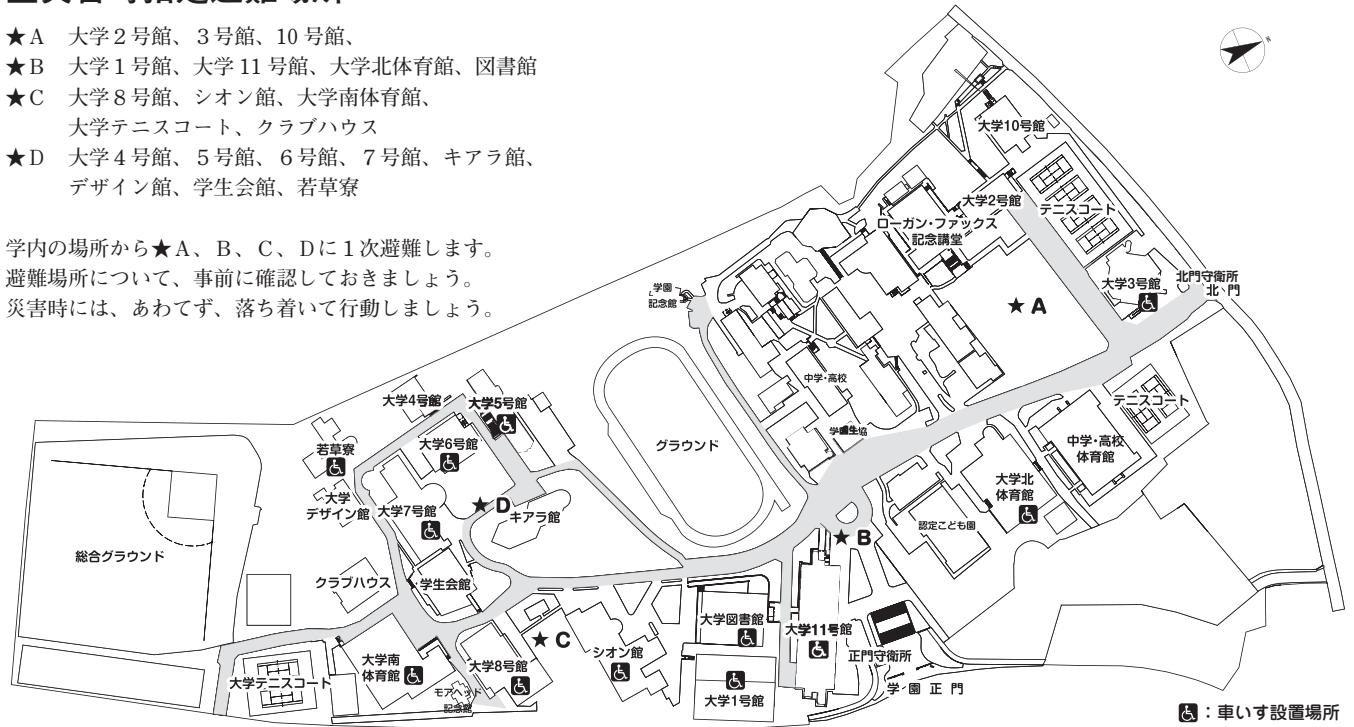 ★A 大学２号館、３号館、10 号館、
★B 大学１号館、大学 11 号館、大学北体育館、図書館
★C 大学８号館、シオン館、大学南体育館、
大学テニスコート、クラブハウス
★D 大学４号館、５号館、６号館、７号館、キアラ館、
デザイン館、学生会館、若草寮
学内の場所から★A、B、C、Dに１次避難します。
避難場所について、事前に確認しておきましょう。
災害時には、あわてず、落ち着いて行動しましょう。
N
大学10号館
大学2号館
テニスコート
ローガン・ファックス
記念講堂
大学3号館
北門守衛所
北 門
★A
学園
記念館
中学・高校
テニスコート
学園生協
中学・高校
体育館
グラウンド
大学4号館
大学5号館
大学6号館
若草寮
大学
デザイン館
大学7号館
★D
キアラ館
大学北
体育館
認定こども園
★B
総合グラウンド
クラブハウス
学生会館
★C
シオン館
大学図書館
大学11号館
正門守衛所
大学南
体育館
大学8号館
大学テニスコート
モアヘッド
記念館
大学1号館
学 園 正 門
：車いす設置場所